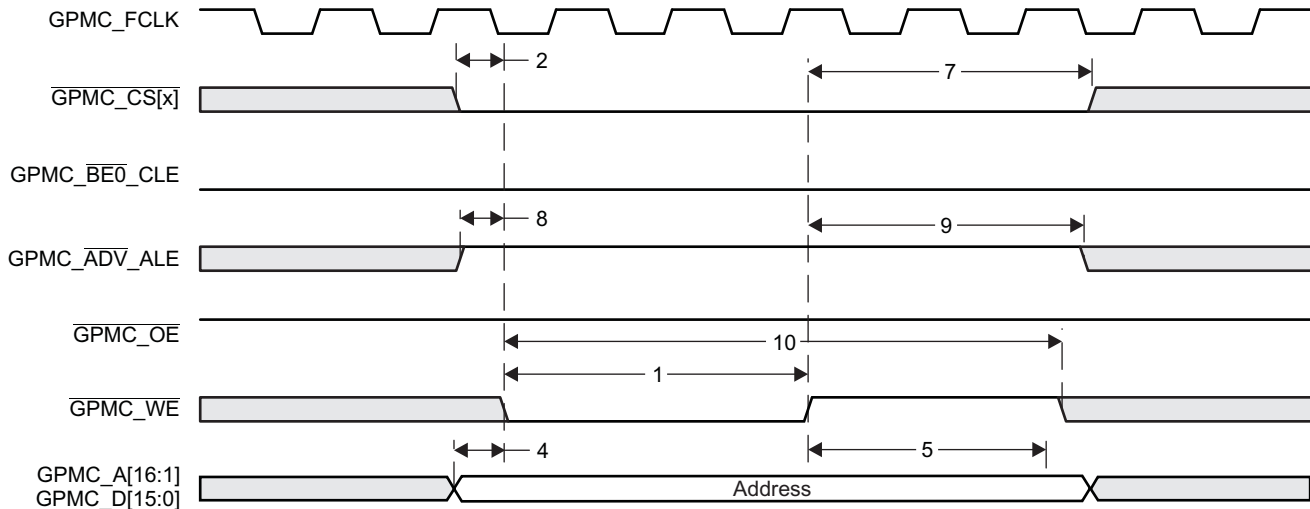 GPMC_FCLK
2
7
GPMC_CS[x]
GPMC_BE0_CLE
8
9
GPMC_ADV_ALE
GPMC_OE
10
1
GPMC_WE
4
5
GPMC_A[16:1]
GPMC_D[15:0]
Address